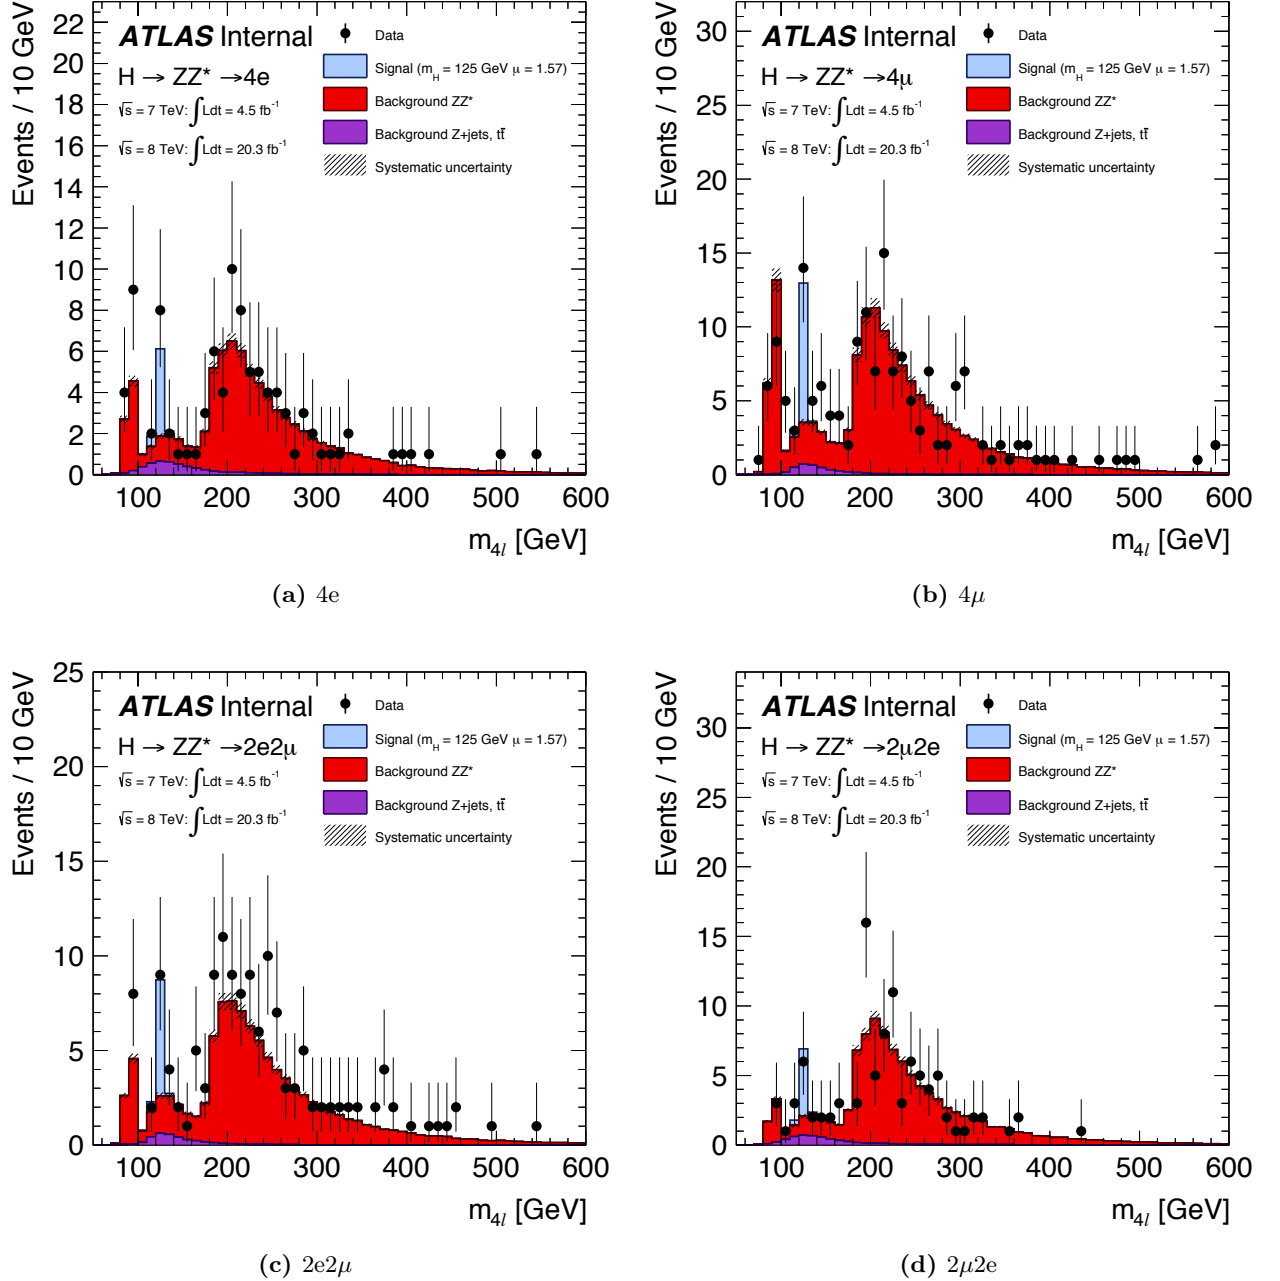 Events / 10 GeV
22
20
18
16
14
12
10
8
6
4
2
0
ATLAS Internal
H → ZZ* →4e
√s = 7 TeV: ∫Ldt = 4.5 fb⁻¹
√s = 8 TeV: ∫Ldt = 20.3 fb⁻¹
Data
Signal (m_H = 125 GeV μ = 1.57)
Background ZZ*
Background Z+jets, tt̄
Systematic uncertainty
100 200 300 400 500 600
m_4l [GeV]
(a) 4e
Events / 10 GeV
30
25
20
15
10
5
0
ATLAS Internal
H → ZZ* →4μ
√s = 7 TeV: ∫Ldt = 4.5 fb⁻¹
√s = 8 TeV: ∫Ldt = 20.3 fb⁻¹
Data
Signal (m_H = 125 GeV μ = 1.57)
Background ZZ*
Background Z+jets, tt̄
Systematic uncertainty
100 200 300 400 500 600
m_4l [GeV]
(b) 4μ
Events / 10 GeV
25
20
15
10
5
0
ATLAS Internal
H → ZZ* →2e2μ
√s = 7 TeV: ∫Ldt = 4.5 fb⁻¹
√s = 8 TeV: ∫Ldt = 20.3 fb⁻¹
Data
Signal (m_H = 125 GeV μ = 1.57)
Background ZZ*
Background Z+jets, tt̄
Systematic uncertainty
100 200 300 400 500 600
m_4l [GeV]
(c) 2e2μ
Events / 10 GeV
30
25
20
15
10
5
0
ATLAS Internal
H → ZZ* →2μ2e
√s = 7 TeV: ∫Ldt = 4.5 fb⁻¹
√s = 8 TeV: ∫Ldt = 20.3 fb⁻¹
Data
Signal (m_H = 125 GeV μ = 1.57)
Background ZZ*
Background Z+jets, tt̄
Systematic uncertainty
100 200 300 400 500 600
m_4l [GeV]
(d) 2μ2e